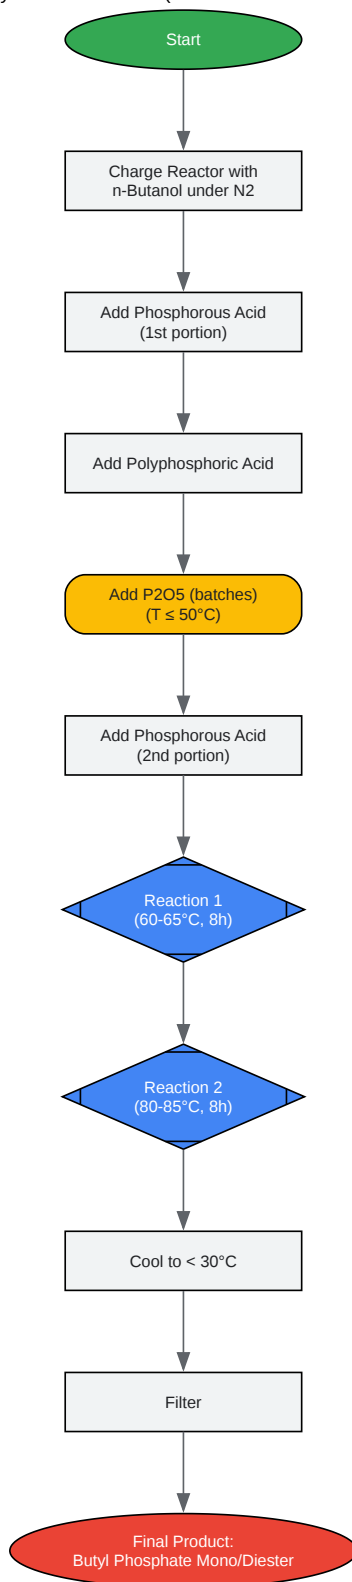 Start
Charge Reactor with
n-Butanol under N2
Add Phosphorous Acid
(1st portion)
Add Polyphosphoric Acid
Add P2O5 (batches)
(T ≤ 50°C)
Add Phosphorous Acid
(2nd portion)
Reaction 1
(60-65°C, 8h)
Reaction 2
(80-85°C, 8h)
Cool to < 30°C
Filter
Final Product:
Butyl Phosphate Mono/Diester